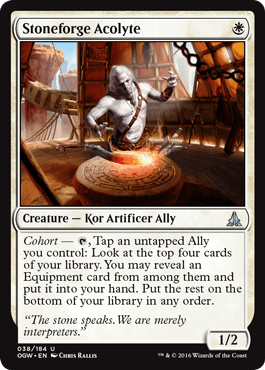 Stoneforge Acolyte
Creature — Kor Artificer Ally
Cohort — , Tap an untapped Ally
you control: Look at the top four cards
of your library. You may reveal an
Equipment card from among them and
put it into your hand. Put the rest on the
bottom of your library in any order.
"The stone speaks. We are merely
interpreters."
1/2
038/184 U
OGW • EN Chris Rallis
™ & © 2016 Wizards of the Coast